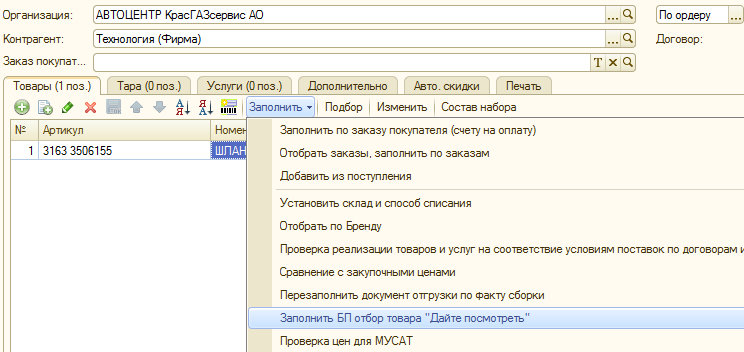 Организация: АВТОЦЕНТР КрасГАЗсервис АО ... По ордеру ...
Контрагент: Технология (Фирма) ... Договор:
Заказ покупат... T
Товары (1 поз.) Тара (0 поз.) Услуги (0 поз.) Дополнительно Авто. скидки Печать
Заполнить Подбор Изменить Состав набора
№ Артикул Номен
1 3163 3506155 ШПАН
Заполнить по заказу покупателя (счету на оплату)
Отобрать заказы, заполнить по заказам
Добавить из поступления
Установить склад и способ списания
Отобрать по Бренду
Проверка реализации товаров и услуг на соответствие условиям поставок по договорам и
Сравнение с закупочными ценами
Перезаполнить документ отгрузки по факту сборки
Заполнить БП отбор товара "Дайте посмотреть"
Проверка цен для МУСАТ